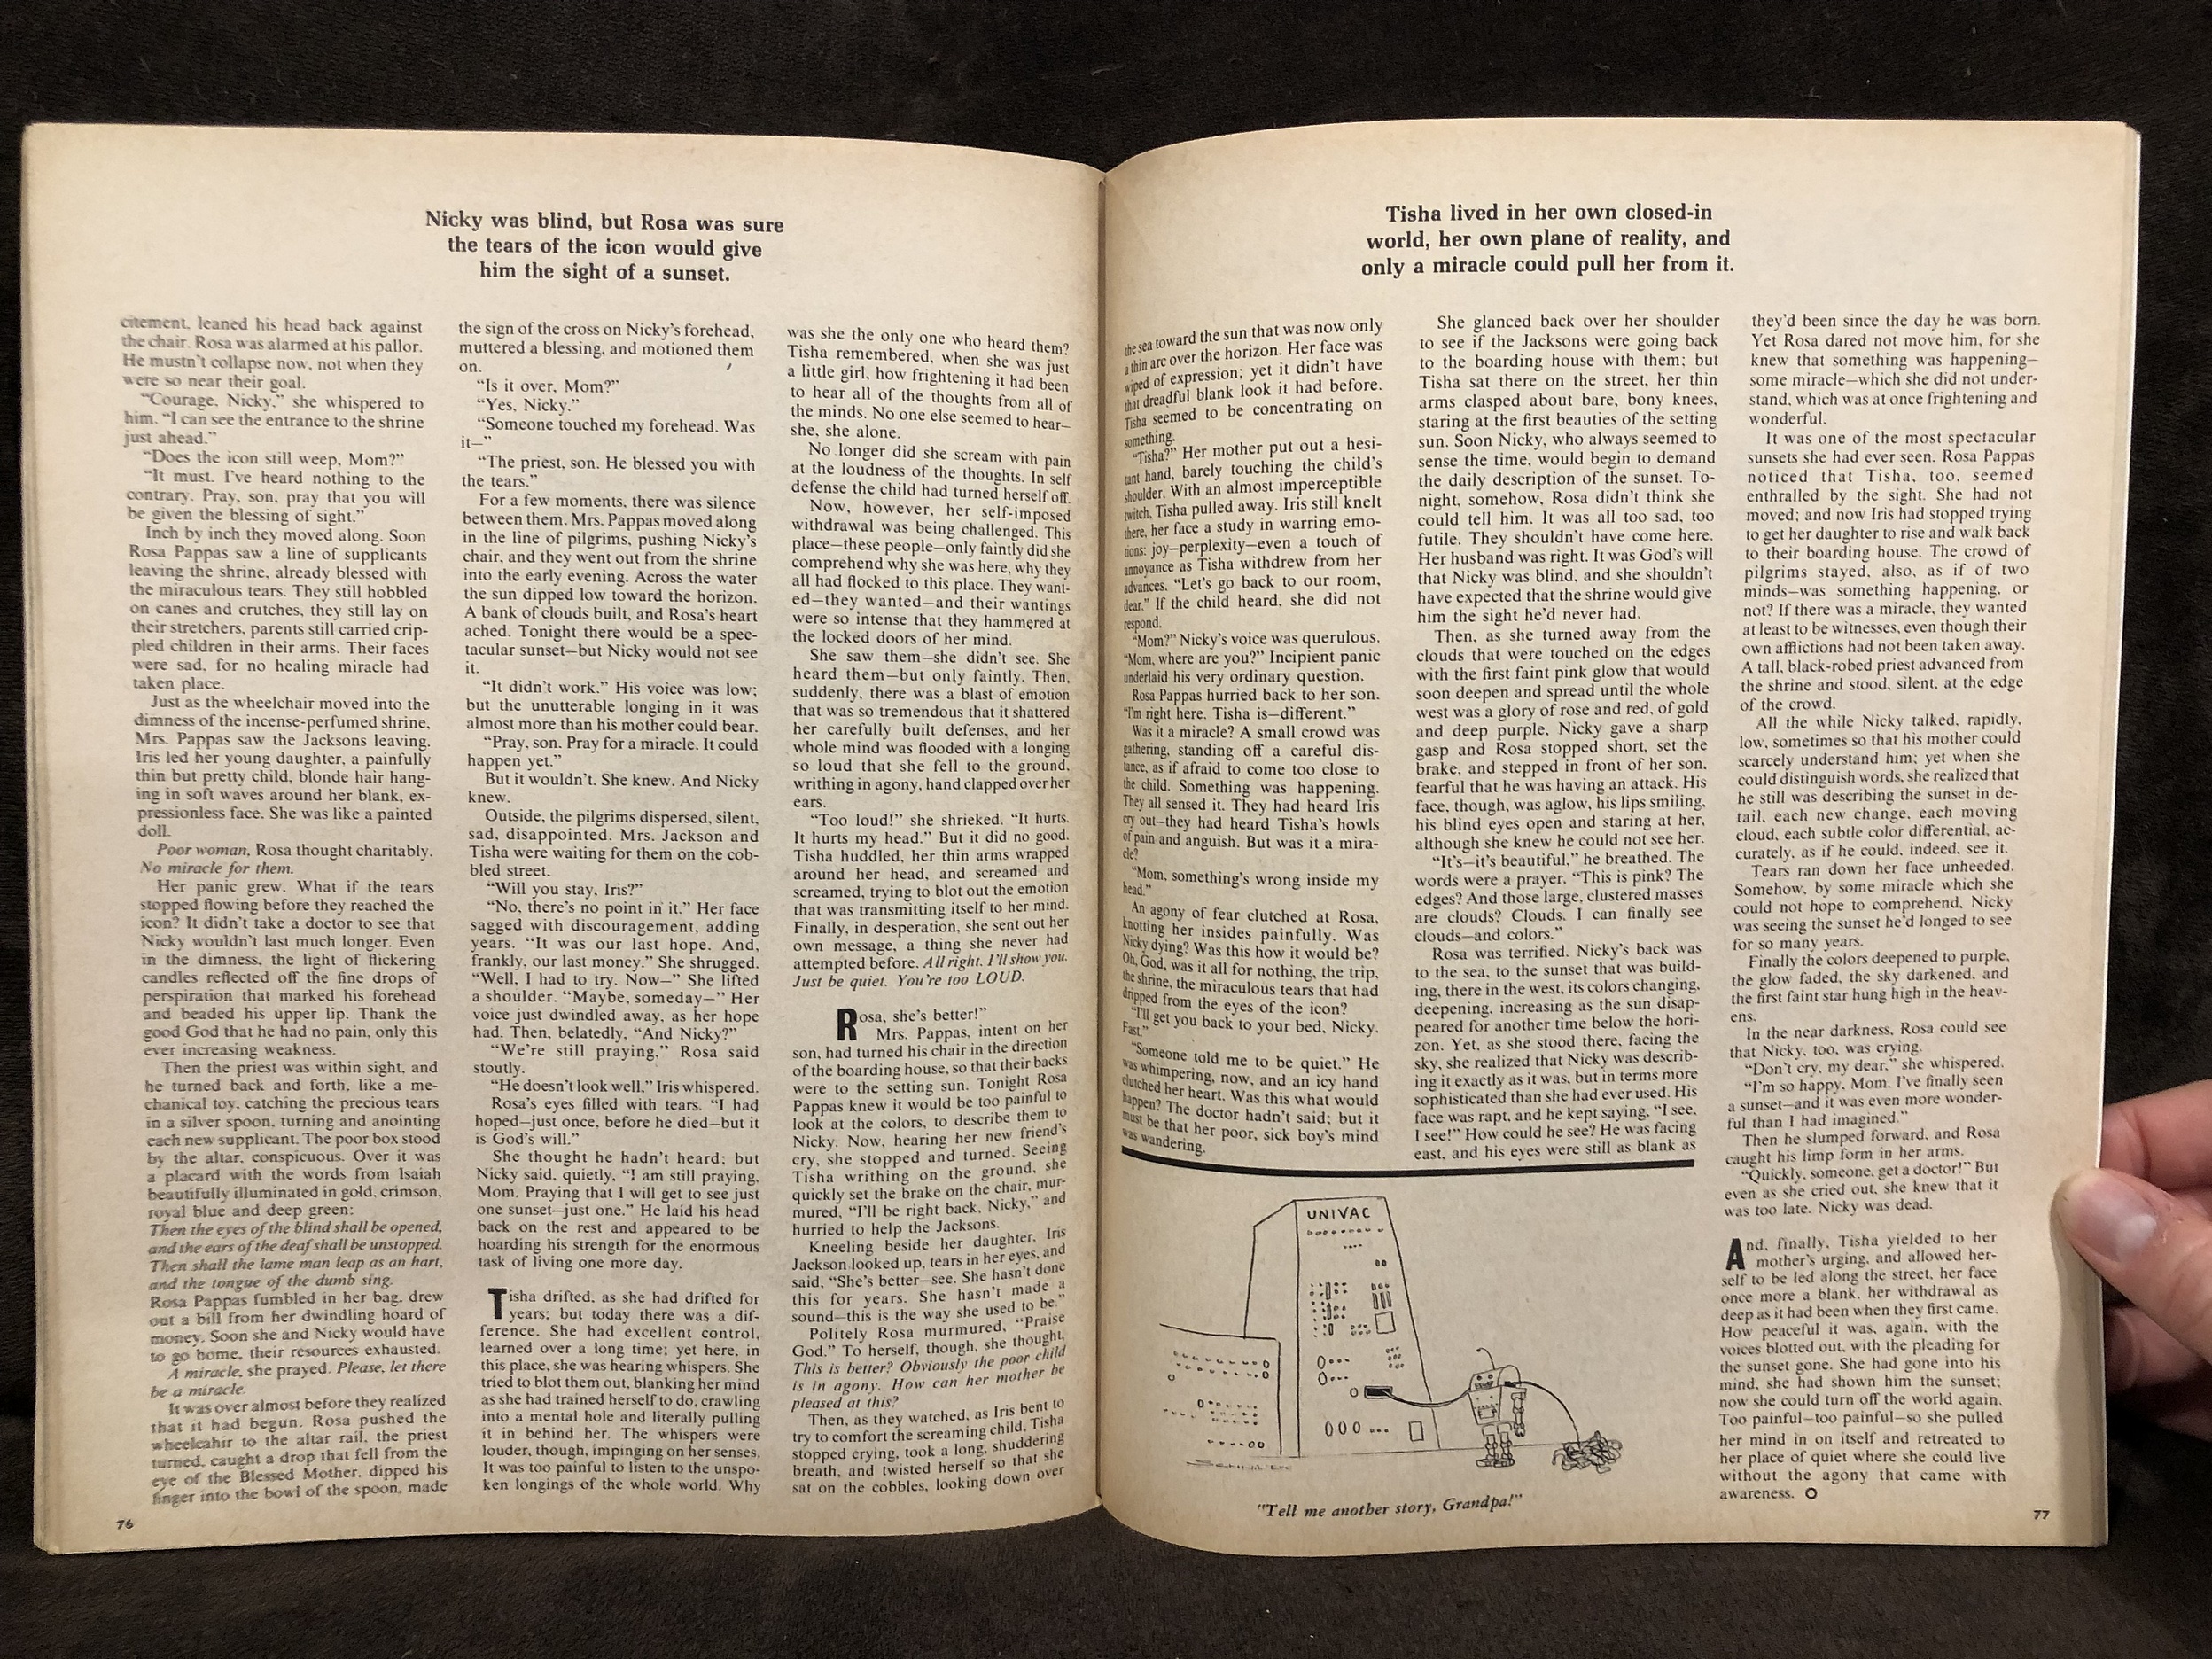 Nicky was blind, but Rosa was sure
the tears of the icon would give
him the sight of a sunset.
citement, leaned his head back against
the chair. Rosa was alarmed at his pallor.
He mustn't collapse now, not when they
were so near their goal.
“Courage, Nicky,” she whispered to
him. “I can see the entrance to the shrine
just ahead.”
“Does the icon still weep, Mom?”
“It must. I've heard nothing to the
contrary. Pray, son, pray that you will
be given the blessing of sight.”
Inch by inch they moved along. Soon
Rosa Pappas saw a line of supplicants
leaving the shrine, already blessed with
the miraculous tears. They still hobbled
on canes and crutches, they still lay on
their stretchers, parents still carried crip-
pled children in their arms. Their faces
were sad, for no healing miracle had
taken place.
Just as the wheelchair moved into the
dimness of the incense-perfumed shrine,
Mrs. Pappas saw the Jacksons leaving.
Iris led her young daughter, a painfully
thin but pretty child, blonde hair hang-
ing in soft waves around her blank, ex-
pressionless face. She was like a painted
doll.
Poor woman, Rosa thought charitably.
No miracle for them.
Her panic grew. What if the tears
stopped flowing before they reached the
icon? It didn't take a doctor to see that
Nicky wouldn't last much longer. Even
in the dimness, the light of flickering
candles reflected off the fine drops of
perspiration that marked his forehead
and beaded his upper lip. Thank the
good God that he had no pain, only this
ever increasing weakness.
Then the priest was within sight, and
he turned back and forth, like a me-
chanical toy, catching the precious tears
in a silver spoon, turning and anointing
each new supplicant. The poor box stood
by the altar, conspicuous. Over it was
a placard with the words from Isaiah
beautifully illuminated in gold, crimson,
royal blue and deep green:
Then the eyes of the blind shall be opened,
and the ears of the deaf shall be unstopped.
Then shall the lame man leap as an hart,
and the tongue of the dumb sing.
Rosa Pappas fumbled in her bag, drew
out a bill from her dwindling hoard of
money. Soon she and Nicky would have
to go home, their resources exhausted.
A miracle, she prayed. Please, let there
be a miracle.
It was over almost before they realized
that it had begun. Rosa pushed the
wheelcahir to the altar rail, the priest
turned, caught a drop that fell from the
eye of the Blessed Mother, dipped his
finger into the bowl of the spoon, made
the sign of the cross on Nicky's forehead,
muttered a blessing, and motioned them
on.
“Is it over, Mom?”
“Yes, Nicky.”
“Someone touched my forehead. Was
it—”
“The priest, son. He blessed you with
the tears.”
For a few moments, there was silence
between them. Mrs. Pappas moved along
in the line of pilgrims, pushing Nicky's
chair, and they went out from the shrine
into the early evening. Across the water
the sun dipped low toward the horizon.
A bank of clouds built, and Rosa's heart
ached. Tonight there would be a spec-
tacular sunset—but Nicky would not see
it.
“It didn't work.” His voice was low;
but the unutterable longing in it was
almost more than his mother could bear.
“Pray, son. Pray for a miracle. It could
happen yet.”
But it wouldn't. She knew. And Nicky
knew.
Outside, the pilgrims dispersed, silent,
sad, disappointed. Mrs. Jackson and
Tisha were waiting for them on the cob-
bled street.
“Will you stay, Iris?”
“No, there's no point in it.” Her face
sagged with discouragement, adding
years. “It was our last hope. And,
frankly, our last money.” She shrugged.
“Well, I had to try. Now—” She lifted
a shoulder. “Maybe, someday—” Her
voice just dwindled away, as her hope
had. Then, belatedly, “And Nicky?”
“We're still praying,” Rosa said
stoutly.
“He doesn't look well,” Iris whispered.
Rosa's eyes filled with tears. “I had
hoped—just once, before he died—but it
is God's will.”
She thought he hadn't heard; but
Nicky said, quietly, “I am still praying,
Mom. Praying that I will get to see just
one sunset—just one.” He laid his head
back on the rest and appeared to be
hoarding his strength for the enormous
task of living one more day.
Tisha drifted, as she had drifted for
years; but today there was a dif-
ference. She had excellent control,
learned over a long time; yet here, in
this place, she was hearing whispers. She
tried to blot them out, blanking her mind
as she had trained herself to do, crawling
into a mental hole and literally pulling
it in behind her. The whispers were
louder, though, impinging on her senses.
It was too painful to listen to the unspo-
ken longings of the whole world. Why
was she the only one who heard them?
Tisha remembered, when she was just
a little girl, how frightening it had been
to hear all of the thoughts from all of
the minds. No one else seemed to hear—
she, she alone.
No longer did she scream with pain
at the loudness of the thoughts. In self
defense the child had turned herself off.
Now, however, her self-imposed
withdrawal was being challenged. This
place—these people—only faintly did she
comprehend why she was here, why they
all had flocked to this place. They want-
ed—they wanted—and their wantings
were so intense that they hammered at
the locked doors of her mind.
She saw them—she didn't see. She
heard them—but only faintly. Then,
suddenly, there was a blast of emotion
that was so tremendous that it shattered
her carefully built defenses, and her
whole mind was flooded with a longing
so loud that she fell to the ground,
writhing in agony, hand clapped over her
ears.
“Too loud!” she shrieked. “It hurts.
It hurts my head.” But it did no good.
Tisha huddled, her thin arms wrapped
around her head, and screamed and
screamed, trying to blot out the emotion
that was transmitting itself to her mind.
Finally, in desperation, she sent out her
own message, a thing she never had
attempted before. All right. I'll show you.
Just be quiet. You're too LOUD.
Rosa, she's better!”
Mrs. Pappas, intent on her
son, had turned his chair in the direction
of the boarding house, so that their backs
were to the setting sun. Tonight Rosa
Pappas knew it would be too painful to
look at the colors, to describe them to
Nicky. Now, hearing her new friend's
cry, she stopped and turned. Seeing
Tisha writhing on the ground, she
quickly set the brake on the chair, mur-
mured, “I'll be right back, Nicky,” and
hurried to help the Jacksons.
Kneeling beside her daughter, Iris
Jackson looked up, tears in her eyes, and
said, “She's better—see. She hasn't done
this for years. She hasn't made a
sound—this is the way she used to be.”
Politely Rosa murmured, “Praise
God.” To herself, though, she thought,
This is better? Obviously the poor child
is in agony. How can her mother be
pleased at this?
Then, as they watched, as Iris bent to
try to comfort the screaming child, Tisha
stopped crying, took a long, shuddering
breath, and twisted herself so that she
sat on the cobbles, looking down over
76
Tisha lived in her own closed-in
world, her own plane of reality, and
only a miracle could pull her from it.
the sea toward the sun that was now only
a thin arc over the horizon. Her face was
wiped of expression; yet it didn't have
that dreadful blank look it had before.
Tisha seemed to be concentrating on
something.
“Tisha?” Her mother put out a hesi-
tant hand, barely touching the child's
shoulder. With an almost imperceptible
twitch, Tisha pulled away. Iris still knelt
there, her face a study in warring emo-
tions: joy—perplexity—even a touch of
annoyance as Tisha withdrew from her
advances. “Let's go back to our room,
dear.” If the child heard, she did not
respond.
“Mom?” Nicky's voice was querulous.
“Mom, where are you?” Incipient panic
underlaid his very ordinary question.
Rosa Pappas hurried back to her son.
“I'm right here. Tisha is—different.”
Was it a miracle? A small crowd was
gathering, standing off a careful dis-
tance, as if afraid to come too close to
the child. Something was happening.
They all sensed it. They had heard Iris
cry out—they had heard Tisha's howls
of pain and anguish. But was it a mira-
cle?
“Mom, something's wrong inside my
head.”
An agony of fear clutched at Rosa,
knotting her insides painfully. Was
Nicky dying? Was this how it would be?
Oh, God, was it all for nothing, the trip,
the shrine, the miraculous tears that had
dripped from the eyes of the icon?
“I'll get you back to your bed, Nicky.
Fast.”
“Someone told me to be quiet.” He
was whimpering, now, and an icy hand
clutched her heart. Was this what would
happen? The doctor hadn't said; but it
must be that her poor, sick boy's mind
was wandering.
She glanced back over her shoulder
to see if the Jacksons were going back
to the boarding house with them; but
Tisha sat there on the street, her thin
arms clasped about bare, bony knees,
staring at the first beauties of the setting
sun. Soon Nicky, who always seemed to
sense the time, would begin to demand
the daily description of the sunset. To-
night, somehow, Rosa didn't think she
could tell him. It was all too sad, too
futile. They shouldn't have come here.
Her husband was right. It was God's will
that Nicky was blind, and she shouldn't
have expected that the shrine would give
him the sight he'd never had.
Then, as she turned away from the
clouds that were touched on the edges
with the first faint pink glow that would
soon deepen and spread until the whole
west was a glory of rose and red, of gold
and deep purple, Nicky gave a sharp
gasp and Rosa stopped short, set the
brake, and stepped in front of her son,
fearful that he was having an attack. His
face, though, was aglow, his lips smiling,
his blind eyes open and staring at her,
although she knew he could not see her.
“It's—it's beautiful,” he breathed. The
words were a prayer. “This is pink? The
edges? And those large, clustered masses
are clouds? Clouds. I can finally see
clouds—and colors.”
Rosa was terrified. Nicky's back was
to the sea, to the sunset that was build-
ing, there in the west, its colors changing,
deepening, increasing as the sun disap-
peared for another time below the hori-
zon. Yet, as she stood there, facing the
sky, she realized that Nicky was describ-
ing it exactly as it was, but in terms more
sophisticated than she had ever used. His
face was rapt, and he kept saying, “I see,
I see!” How could he see? He was facing
east, and his eyes were still as blank as
they'd been since the day he was born.
Yet Rosa dared not move him, for she
knew that something was happening—
some miracle—which she did not under-
stand, which was at once frightening and
wonderful.
It was one of the most spectacular
sunsets she had ever seen. Rosa Pappas
noticed that Tisha, too, seemed
enthralled by the sight. She had not
moved; and now Iris had stopped trying
to get her daughter to rise and walk back
to their boarding house. The crowd of
pilgrims stayed, also, as if of two
minds—was something happening, or
not? If there was a miracle, they wanted
at least to be witnesses, even though their
own afflictions had not been taken away.
A tall, black-robed priest advanced from
the shrine and stood, silent, at the edge
of the crowd.
All the while Nicky talked, rapidly,
low, sometimes so that his mother could
scarcely understand him; yet when she
could distinguish words, she realized that
he still was describing the sunset in de-
tail, each new change, each moving
cloud, each subtle color differential, ac-
curately, as if he could, indeed, see it.
Tears ran down her face unheeded.
Somehow, by some miracle which she
could not hope to comprehend, Nicky
was seeing the sunset he'd longed to see
for so many years.
Finally the colors deepened to purple,
the glow faded, the sky darkened, and
the first faint star hung high in the heav-
ens.
In the near darkness, Rosa could see
that Nicky, too, was crying.
“Don't cry, my dear,” she whispered.
“I'm so happy, Mom. I've finally seen
a sunset—and it was even more wonder-
ful than I had imagined.”
Then he slumped forward, and Rosa
caught his limp form in her arms.
“Quickly, someone, get a doctor!” But
even as she cried out, she knew that it
was too late. Nicky was dead.
And, finally, Tisha yielded to her
mother's urging, and allowed her-
self to be led along the street, her face
once more a blank, her withdrawal as
deep as it had been when they first came.
How peaceful it was, again, with the
voices blotted out, with the pleading for
the sunset gone. She had gone into his
mind, she had shown him the sunset;
now she could turn off the world again.
Too painful—too painful—so she pulled
her mind in on itself and retreated to
her place of quiet where she could live
without the agony that came with
awareness.
UNIVAC
"Tell me another story, Grandpa!"
77